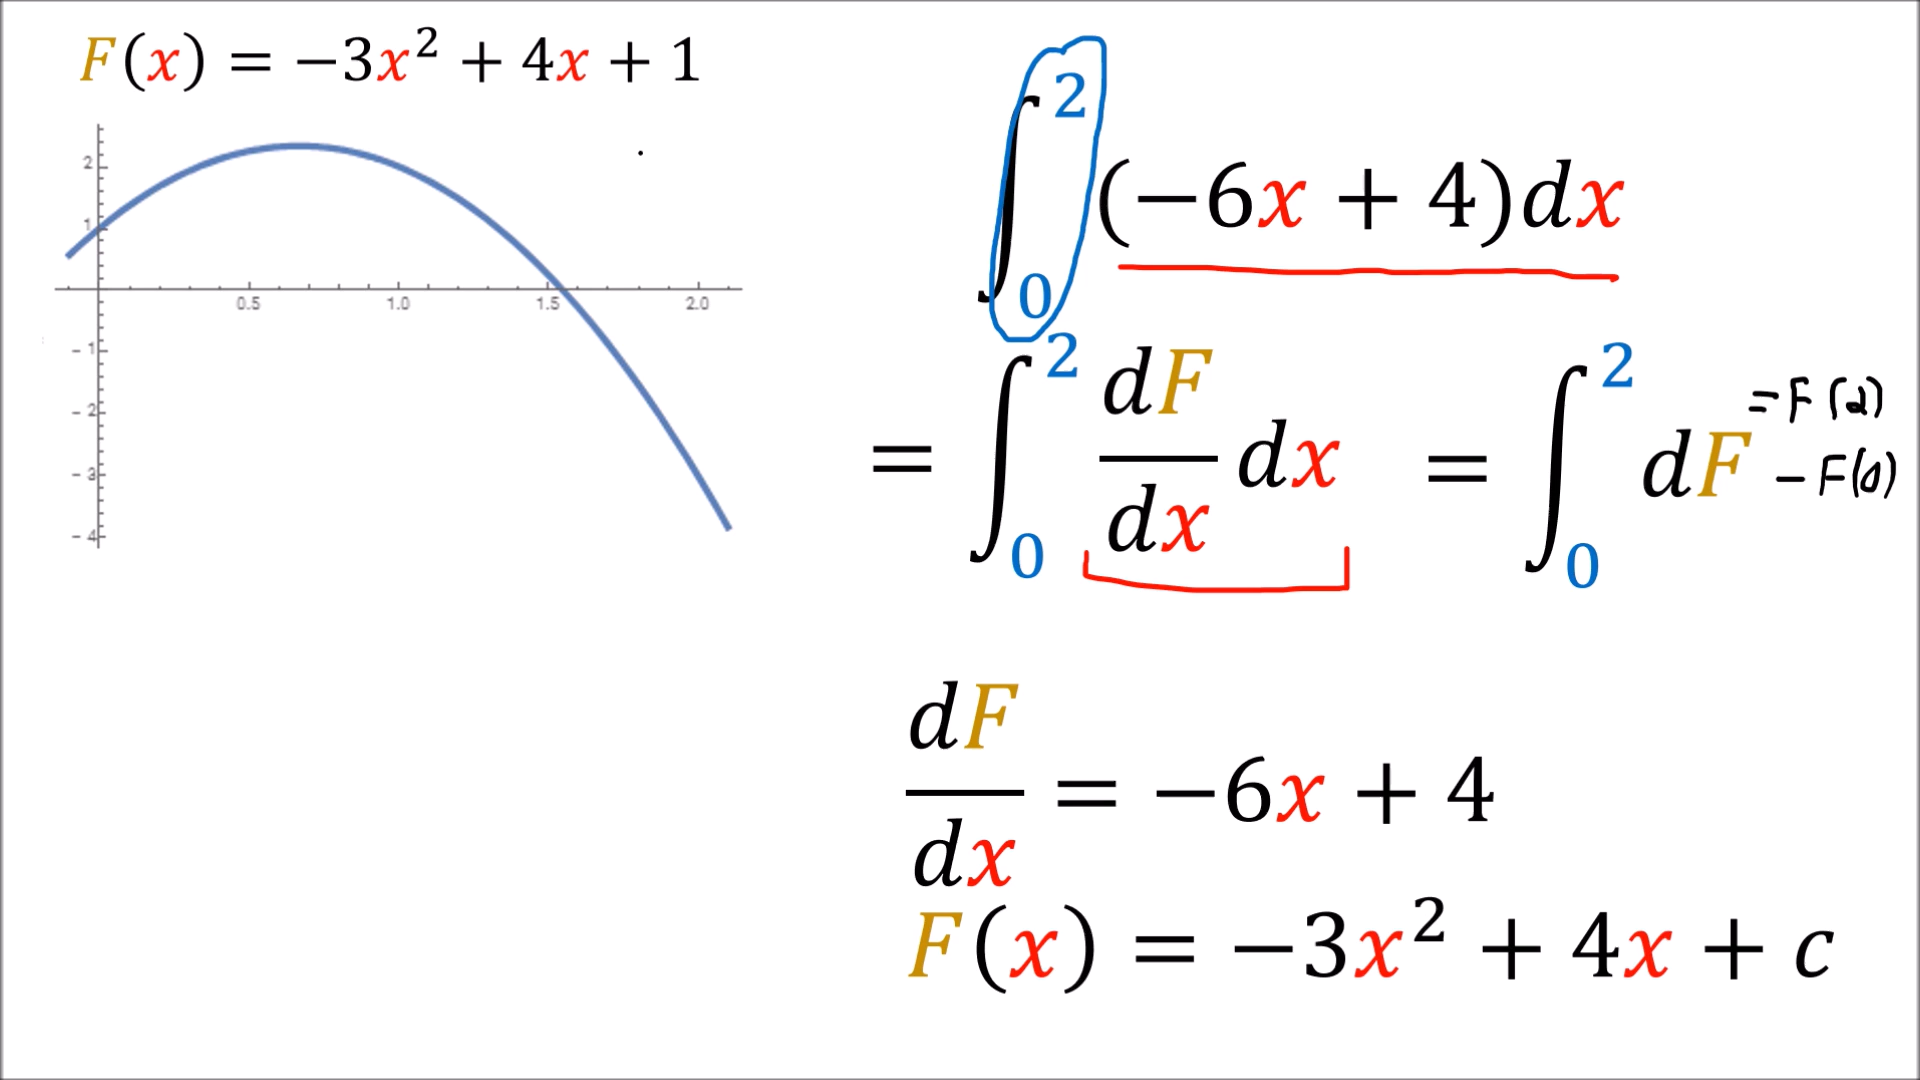 F(x) = −3x² + 4x + 1
2
1
0.5 1.0 1.5 2.0
- 1
- 2
- 3
- 4
∫₀² (−6x + 4)dx
= ∫₀² dF/dx dx = ∫₀² dF = F(2)
− F(0)
dF/dx = −6x + 4
F(x) = −3x² + 4x + c